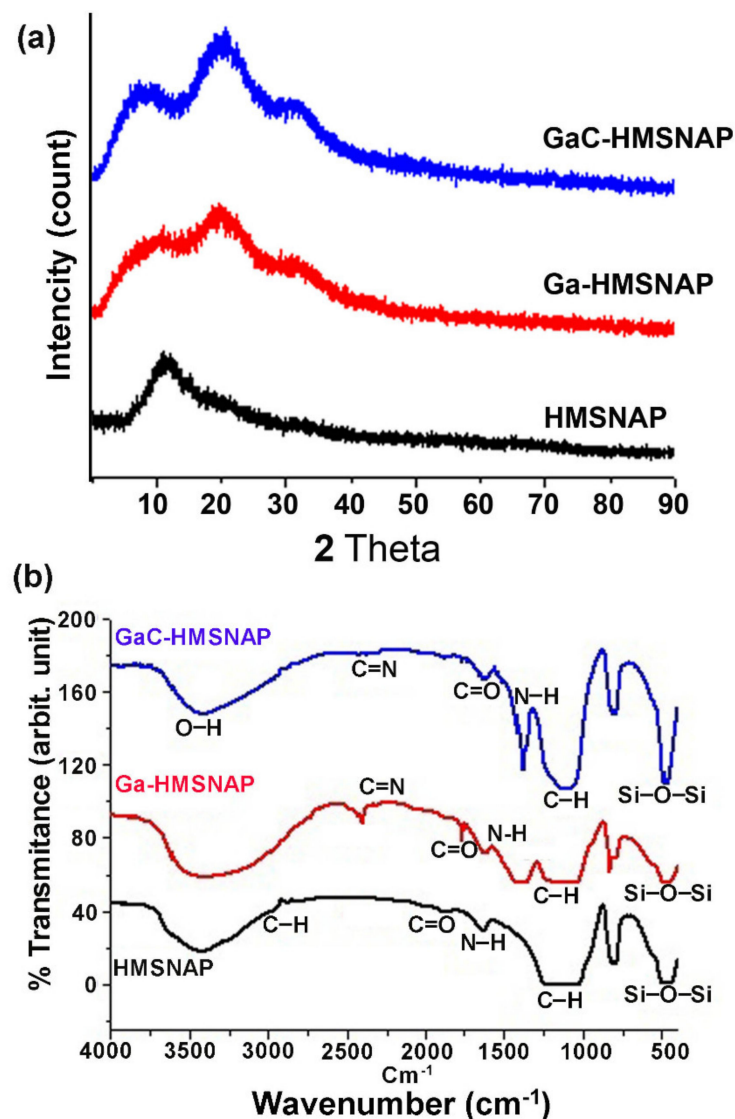 (a)
Intencity (count)
GaC-HMSNAP
Ga-HMSNAP
HMSNAP
10 20 30 40 50 60 70 80 90
2 Theta
(b)
% Transmitance (arbit. unit)
200
160
120
80
40
0
GaC-HMSNAP
O–H
C=N
C=O
N–H
C–H
Si–O–Si
Ga-HMSNAP
C=N
C=O
N-H
C–H
Si–O–Si
HMSNAP
C–H
C=O
N–H
C–H
Si–O–Si
4000 3500 3000 2500 2000 1500 1000 500
Cm⁻¹
Wavenumber (cm⁻¹)